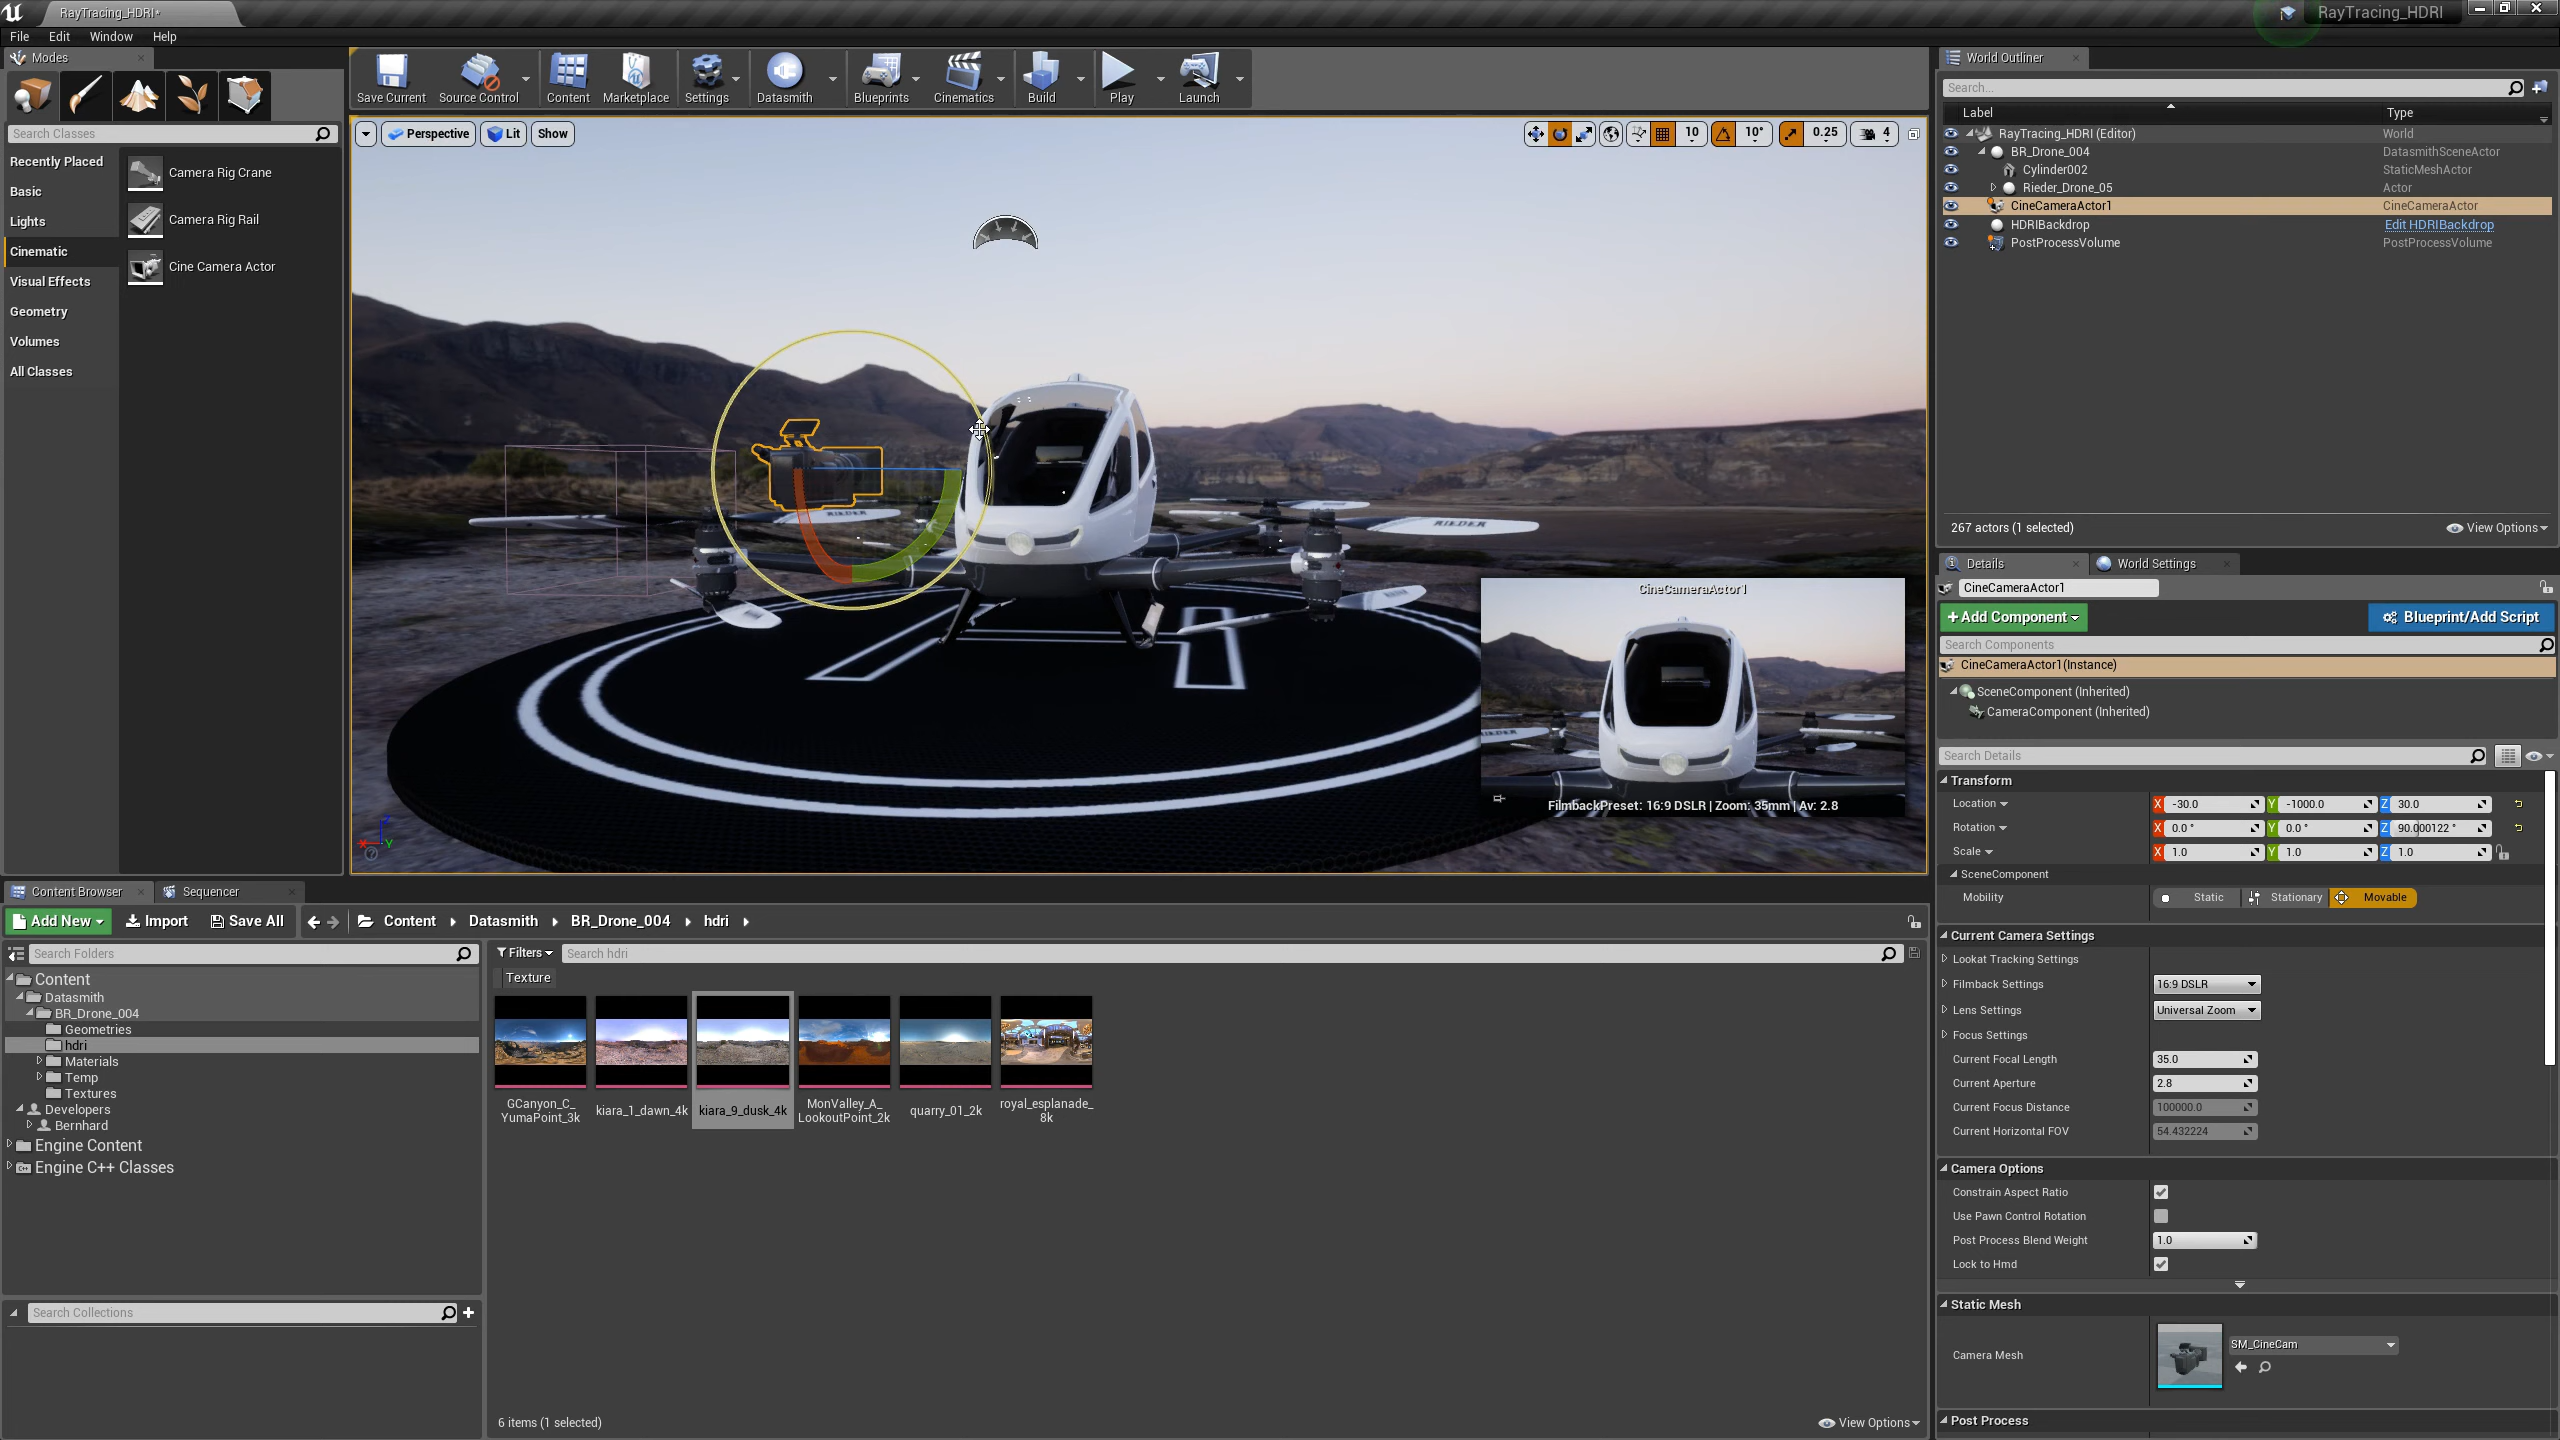 RayTracing_HDRI*
RayTracing_HDRI
File Edit Window Help
Modes
Search Classes
Recently Placed
Basic
Lights
Cinematic
Visual Effects
Geometry
Volumes
All Classes
Camera Rig Crane
Camera Rig Rail
Cine Camera Actor
Save Current Source Control Content Marketplace Settings Datasmith Blueprints Cinematics Build Play Launch
Perspective Lit Show
10 10° 0.25 4
RIEDER
RIEDER
CineCameraActor1
FilmbackPreset: 16:9 DSLR | Zoom: 35mm | Av: 2.8
X Z Y
World Outliner
Search...
Label Type
RayTracing_HDRI (Editor) World
BR_Drone_004 DatasmithSceneActor
Cylinder002 StaticMeshActor
Rieder_Drone_05 Actor
CineCameraActor1 CineCameraActor
HDRIBackdrop Edit HDRIBackdrop
PostProcessVolume PostProcessVolume
267 actors (1 selected) View Options
Details World Settings
CineCameraActor1
+Add Component Blueprint/Add Script
Search Components
CineCameraActor1(Instance)
SceneComponent (Inherited)
CameraComponent (Inherited)
Search Details
Transform
Location X -30.0 Y -1000.0 Z 30.0
Rotation X 0.0 ° Y 0.0 ° Z 90.000122 °
Scale X 1.0 Y 1.0 Z 1.0
SceneComponent
Mobility Static Stationary Movable
Current Camera Settings
Lookat Tracking Settings
Filmback Settings 16:9 DSLR
Lens Settings Universal Zoom
Focus Settings
Current Focal Length 35.0
Current Aperture 2.8
Current Focus Distance 100000.0
Current Horizontal FOV 54.432224
Camera Options
Constrain Aspect Ratio
Use Pawn Control Rotation
Post Process Blend Weight 1.0
Lock to Hmd
Static Mesh
Camera Mesh SM_CineCam
Post Process
Content Browser Sequencer
Add New Import Save All Content Datasmith BR_Drone_004 hdri
Search Folders
Content
Datasmith
BR_Drone_004
Geometries
hdri
Materials
Temp
Textures
Developers
Bernhard
Engine Content
Engine C++ Classes
Search Collections
Filters Search hdri
Texture
GCanyon_C_YumaPoint_3k
kiara_1_dawn_4k
kiara_9_dusk_4k
MonValley_A_LookoutPoint_2k
quarry_01_2k
royal_esplanade_8k
6 items (1 selected) View Options